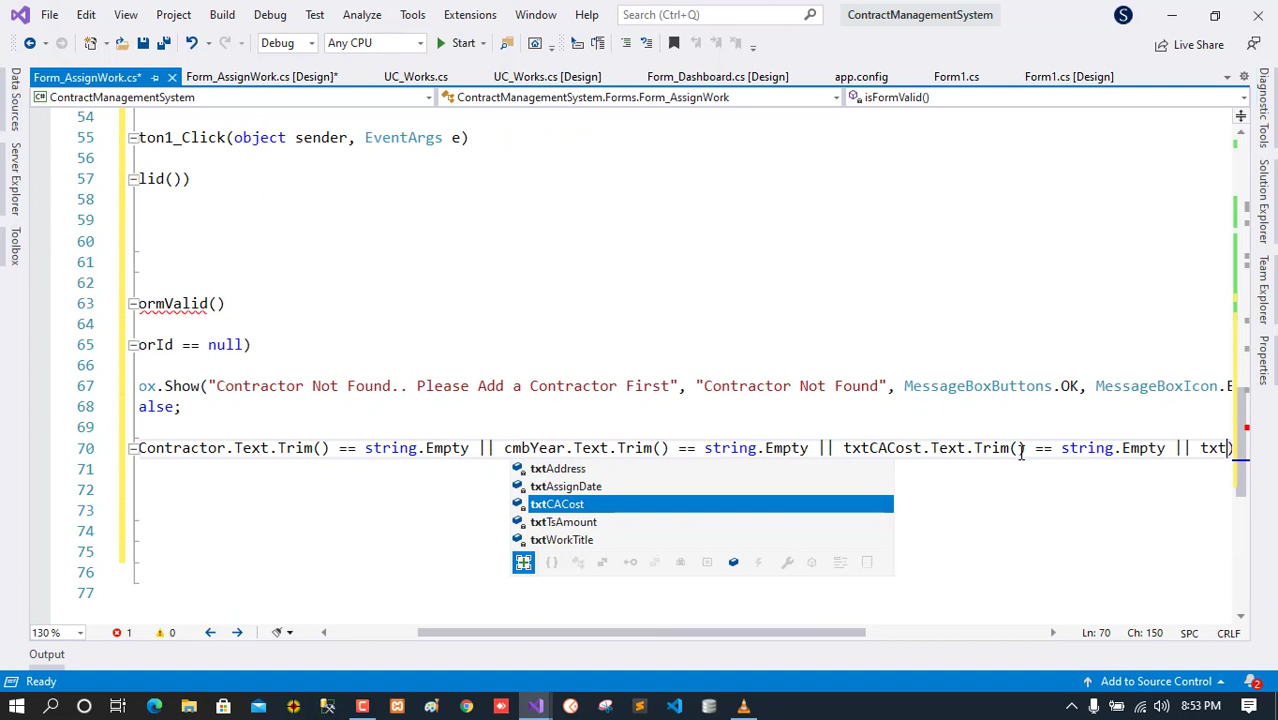 File Edit View Project Build Debug Test Analyze Tools Extensions Window Help Search (Ctrl+Q) ContractManagementSystem S
Debug Any CPU Start Live Share
Form_AssignWork.cs* Form_AssignWork.cs [Design]* UC_Works.cs UC_Works.cs [Design] Form_Dashboard.cs [Design] app.config Form1.cs Form1.cs [Design]
ContractManagementSystem ContractManagementSystem.Forms.Form_AssignWork isFormValid()
Data Sources
Server Explorer
Toolbox
54
55 ton1_Click(object sender, EventArgs e)
56
57 lid())
58
59
60
61
62
63 ormValid()
64
65 orId == null)
66
67 ox.Show("Contractor Not Found.. Please Add a Contractor First", "Contractor Not Found", MessageBoxButtons.OK, MessageBoxIcon.E
68 alse;
69
70 Contractor.Text.Trim() == string.Empty || cmbYear.Text.Trim() == string.Empty || txtCACost.Text.Trim() == string.Empty || txt)
71
72
73
74
75
76
77
txtAddress
txtAssignDate
txtCACost
txtTsAmount
txtWorkTitle
Diagnostic Tools
Solution Explorer
Team Explorer
Properties
130 % 1 0 Ln: 70 Ch: 150 SPC CRLF
Output
Ready Add to Source Control 2
8:53 PM 2